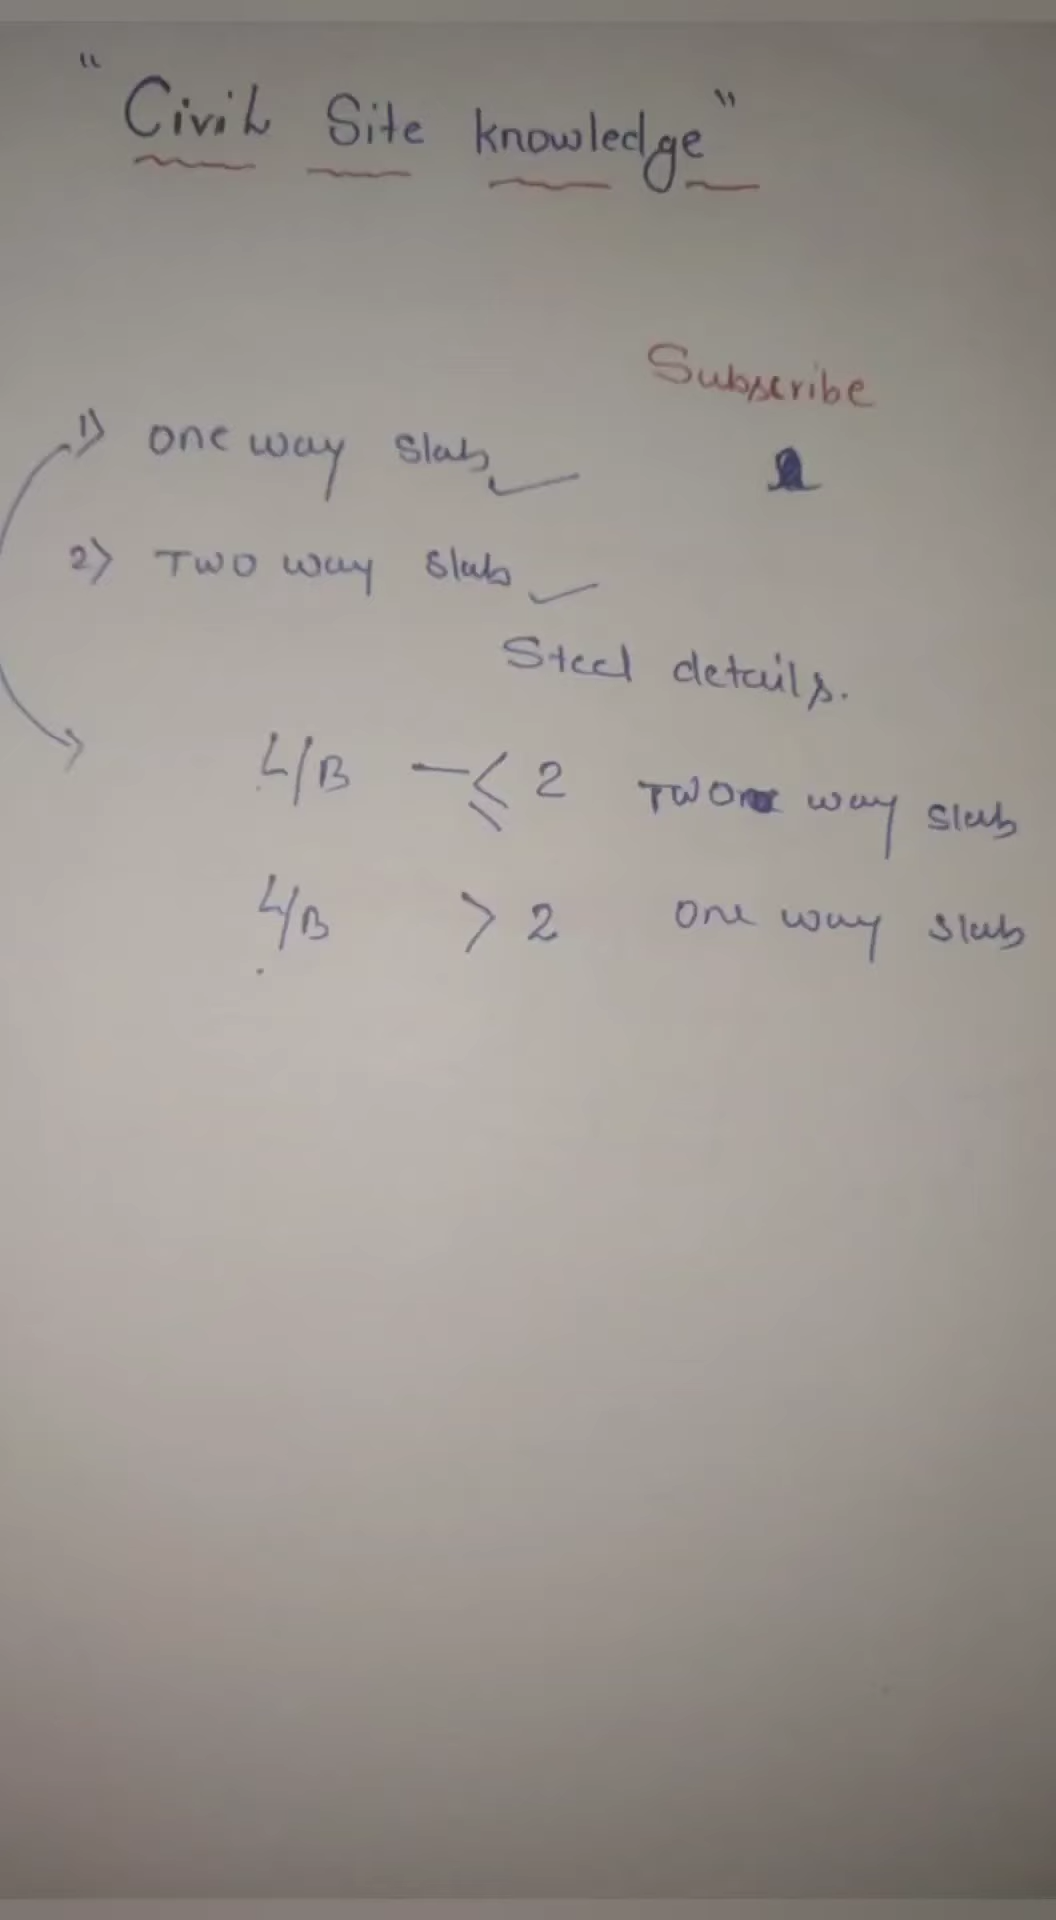 "Civil Site knowledge"
Subscribe
1) one way slab
2) Two way slab
Steel details.
L/B — ≤ 2 Two way slab
L/B > 2 one way slab